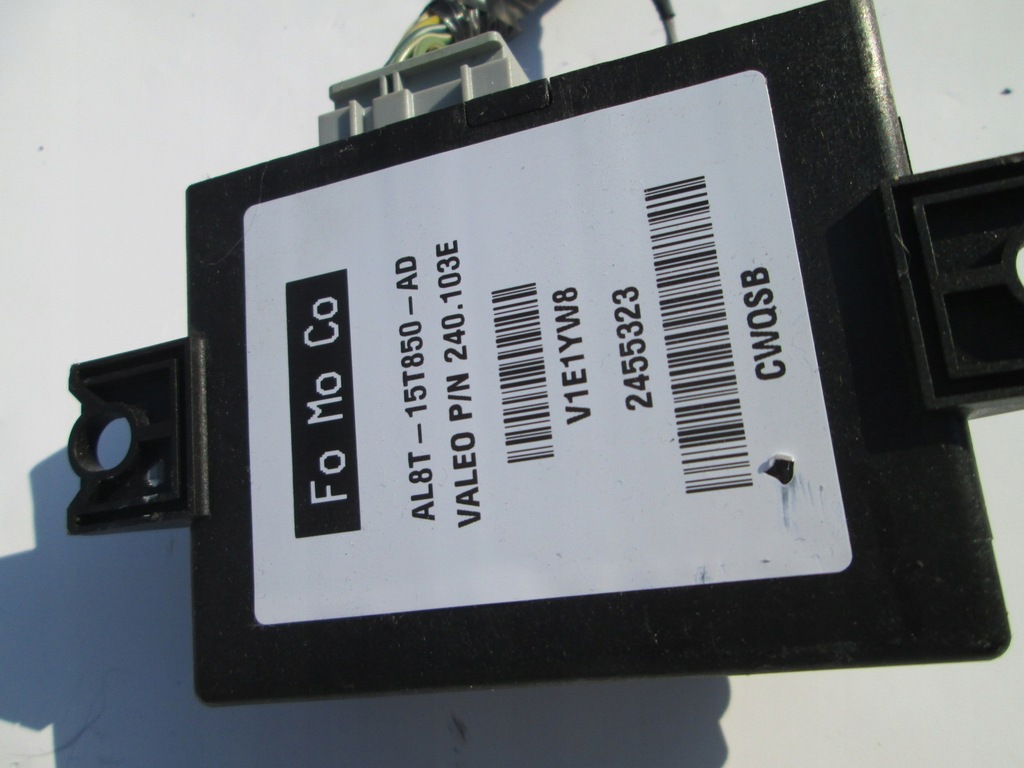 Fo Mo Co
AL8T-15T850-AD
VALEO P/N 240.103E
V1E1YW8
2455323
CWQSB